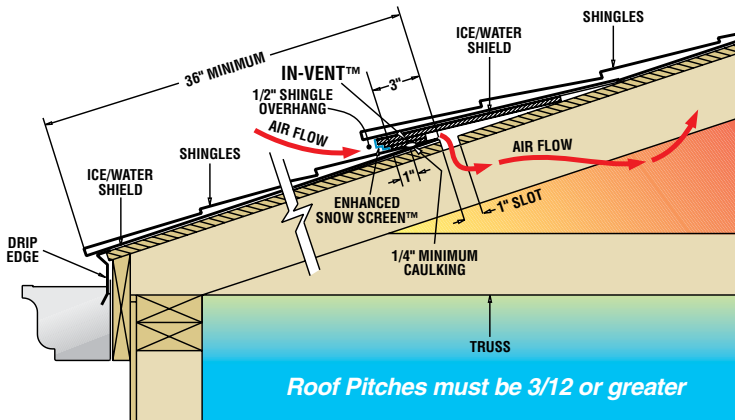 36" MINIMUM
SHINGLES
ICE/WATER
SHIELD
IN-VENT™
3"
1/2" SHINGLE
OVERHANG
AIR FLOW
SHINGLES
AIR FLOW
ICE/WATER
SHIELD
1"
ENHANCED
SNOW SCREEN™
1" SLOT
DRIP
EDGE
1/4" MINIMUM
CAULKING
TRUSS
Roof Pitches must be 3/12 or greater